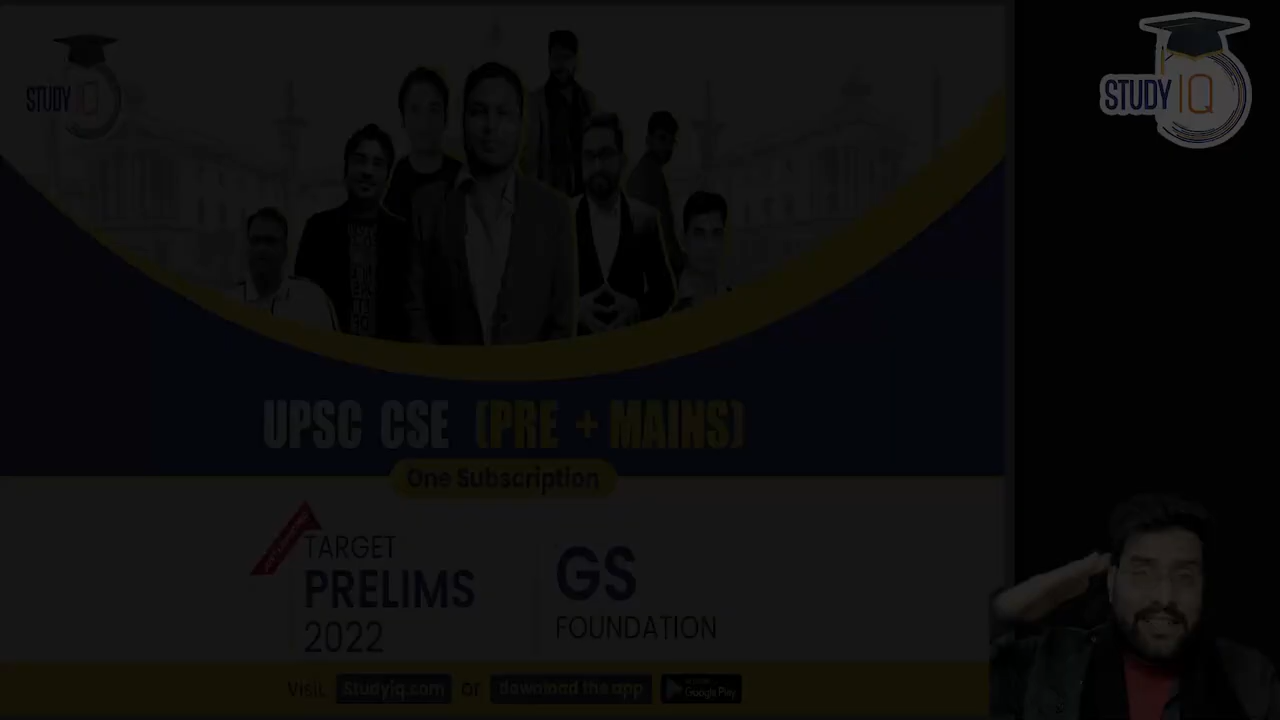 STUDY IQ
STUDY IQ
UPSC CSE (PRE + MAINS)
One Subscription
TARGET
PRELIMS
2022
GS
FOUNDATION
Visit Studyiq.com or download the app Google Play